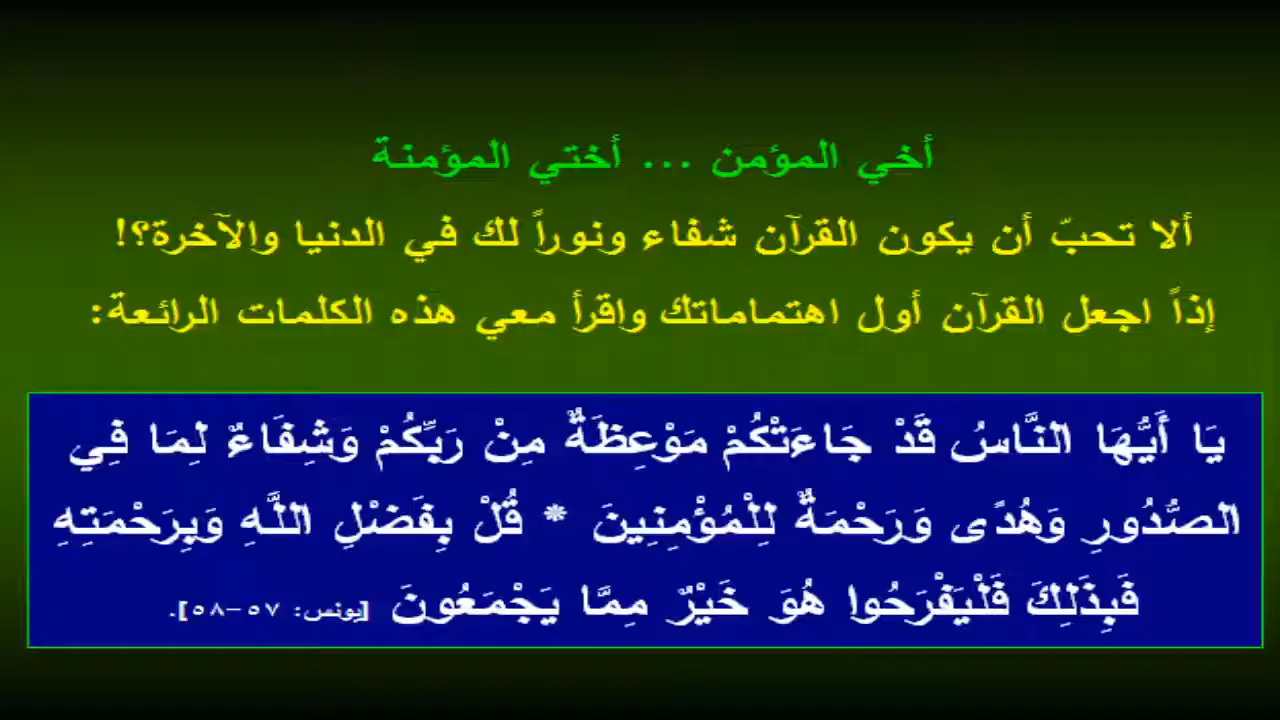 أخي المؤمن ... أختي المؤمنة
ألا تحبّ أن يكون القرآن شفاء ونوراً لك في الدنيا والآخرة؟!
إذاً اجعل القرآن أول اهتماماتك واقرأ معي هذه الكلمات الرائعة:
يَا أَيُّهَا النَّاسُ قَدْ جَاءَتْكُمْ مَوْعِظَةٌ مِنْ رَبِّكُمْ وَشِفَاءٌ لِمَا فِي
الصُّدُورِ وَهُدًى وَرَحْمَةٌ لِلْمُؤْمِنِينَ * قُلْ بِفَضْلِ اللَّهِ وَبِرَحْمَتِهِ
فَبِذَلِكَ فَلْيَفْرَحُوا هُوَ خَيْرٌ مِمَّا يَجْمَعُونَ [يونس: ٥٧-٥٨].